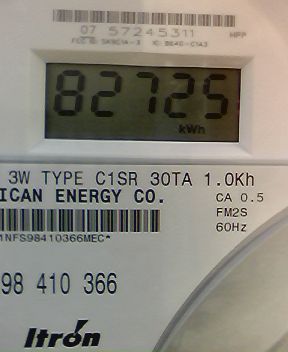 07 57245311
82725
kWh
3W TYPE C1SR 30TA 1.0Kh
ICAN ENERGY CO.
CA 0.5
FM2S
60Hz
1NFS98410366MEC*
98 410 366
Itrón